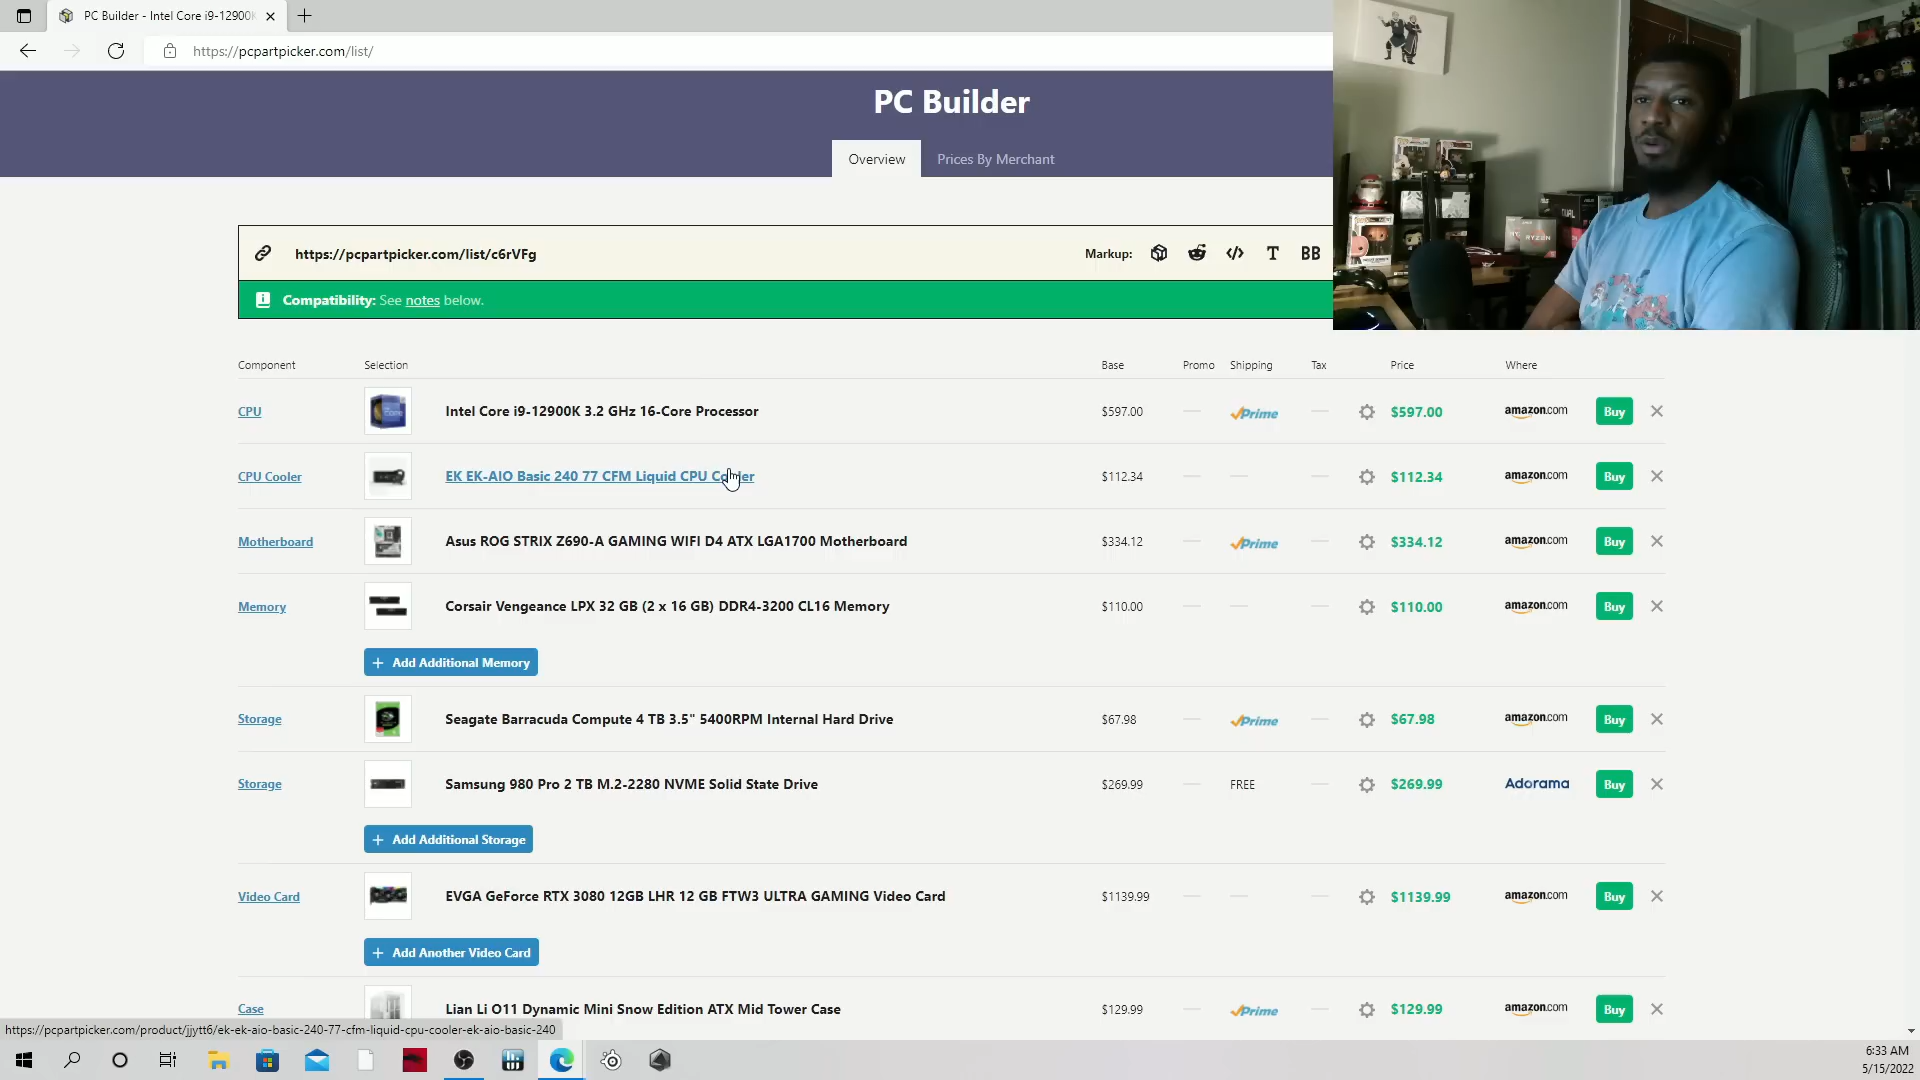 PC Builder - Intel Core i9-12900K
https://pcpartpicker.com/list/
PC Builder
Overview
Prices By Merchant
https://pcpartpicker.com/list/c6rVFg
Markup:
T
BB
Compatibility: See notes below.
Component Selection Base Promo Shipping Tax Price Where
CPU Intel Core i9-12900K 3.2 GHz 16-Core Processor $597.00 — Prime — $597.00 amazon.com Buy
CPU Cooler EK EK-AIO Basic 240 77 CFM Liquid CPU Cooler $112.34 — — — $112.34 amazon.com Buy
Motherboard Asus ROG STRIX Z690-A GAMING WIFI D4 ATX LGA1700 Motherboard $334.12 — Prime — $334.12 amazon.com Buy
Memory Corsair Vengeance LPX 32 GB (2 x 16 GB) DDR4-3200 CL16 Memory $110.00 — — — $110.00 amazon.com Buy
+ Add Additional Memory
Storage Seagate Barracuda Compute 4 TB 3.5" 5400RPM Internal Hard Drive $67.98 — Prime — $67.98 amazon.com Buy
Storage Samsung 980 Pro 2 TB M.2-2280 NVME Solid State Drive $269.99 — FREE — $269.99 Adorama Buy
+ Add Additional Storage
Video Card EVGA GeForce RTX 3080 12GB LHR 12 GB FTW3 ULTRA GAMING Video Card $1139.99 — — — $1139.99 amazon.com Buy
+ Add Another Video Card
Case Lian Li O11 Dynamic Mini Snow Edition ATX Mid Tower Case $129.99 — Prime — $129.99 amazon.com Buy
https://pcpartpicker.com/product/jjytt6/ek-ek-aio-basic-240-77-cfm-liquid-cpu-cooler-ek-aio-basic-240
6:33 AM
5/15/2022
DUAL
RYZEN